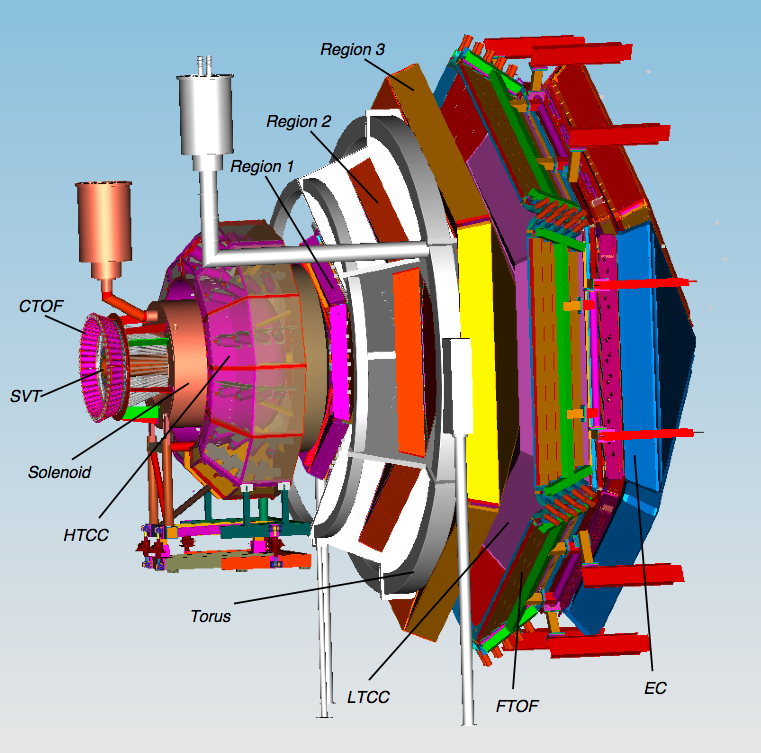 Region 3
Region 2
Region 1
CTOF
SVT
Solenoid
HTCC
Torus
LTCC
FTOF
EC